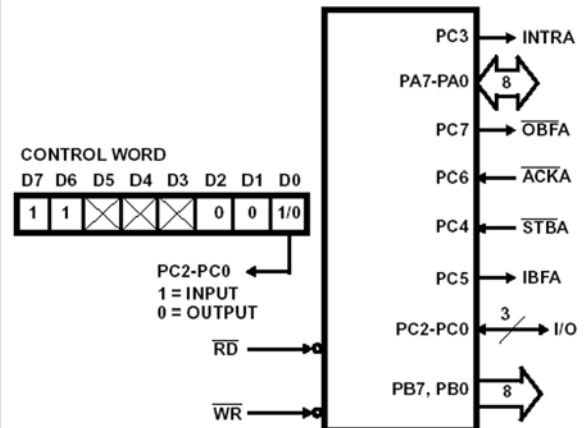 CONTROL WORD
D7 D6 D5 D4 D3 D2 D1 D0
1 1 0 0 1/0
PC2-PC0
1 = INPUT
0 = OUTPUT
RD
WR
PC3 INTRA
PA7-PA0 8
PC7 OBFA
PC6 ACKA
PC4 STBA
PC5 IBFA
PC2-PC0 3 I/O
PB7, PB0 8